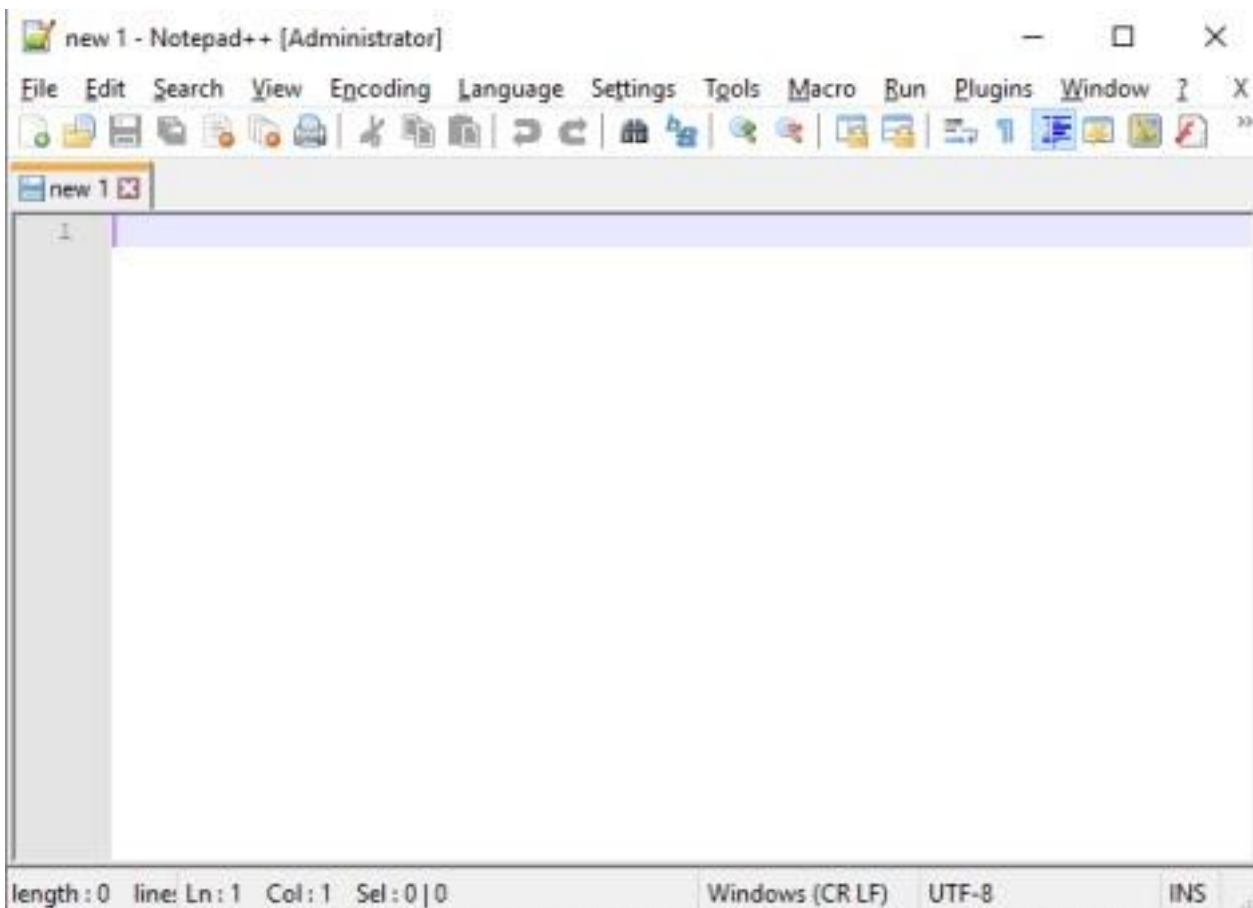 new 1 - Notepad++ [Administrator]
File Edit Search View Encoding Language Settings Tools Macro Run Plugins Window ? X
new 1
1
length : 0 line: Ln : 1 Col : 1 Sel : 0 | 0 Windows (CR LF) UTF-8 INS